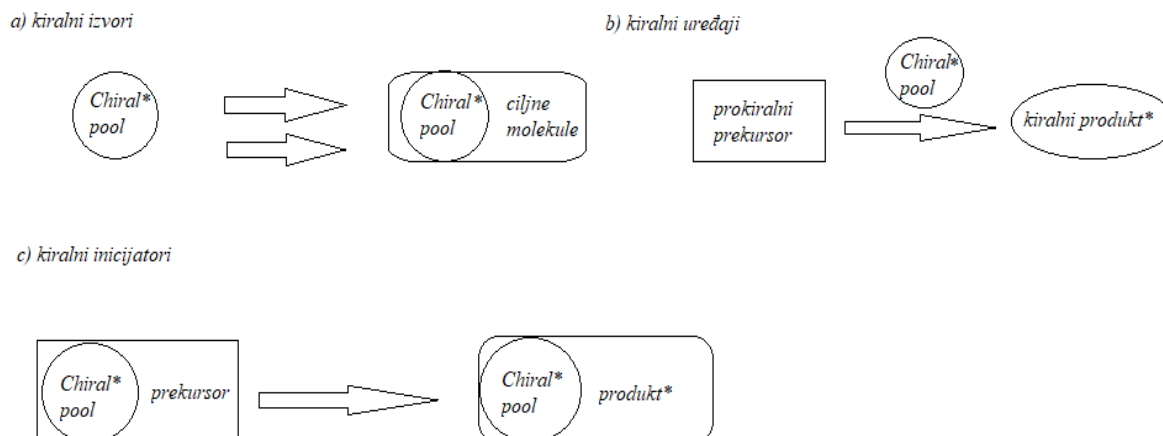 a) kiralni izvori
b) kiralni uređaji
Chiral*
pool
Chiral*
pool
ciljne
molekule
prokiralni
prekursor
Chiral*
pool
kiralni produkt*
c) kiralni inicijatori
Chiral*
pool
prekursor
Chiral*
pool
produkt*